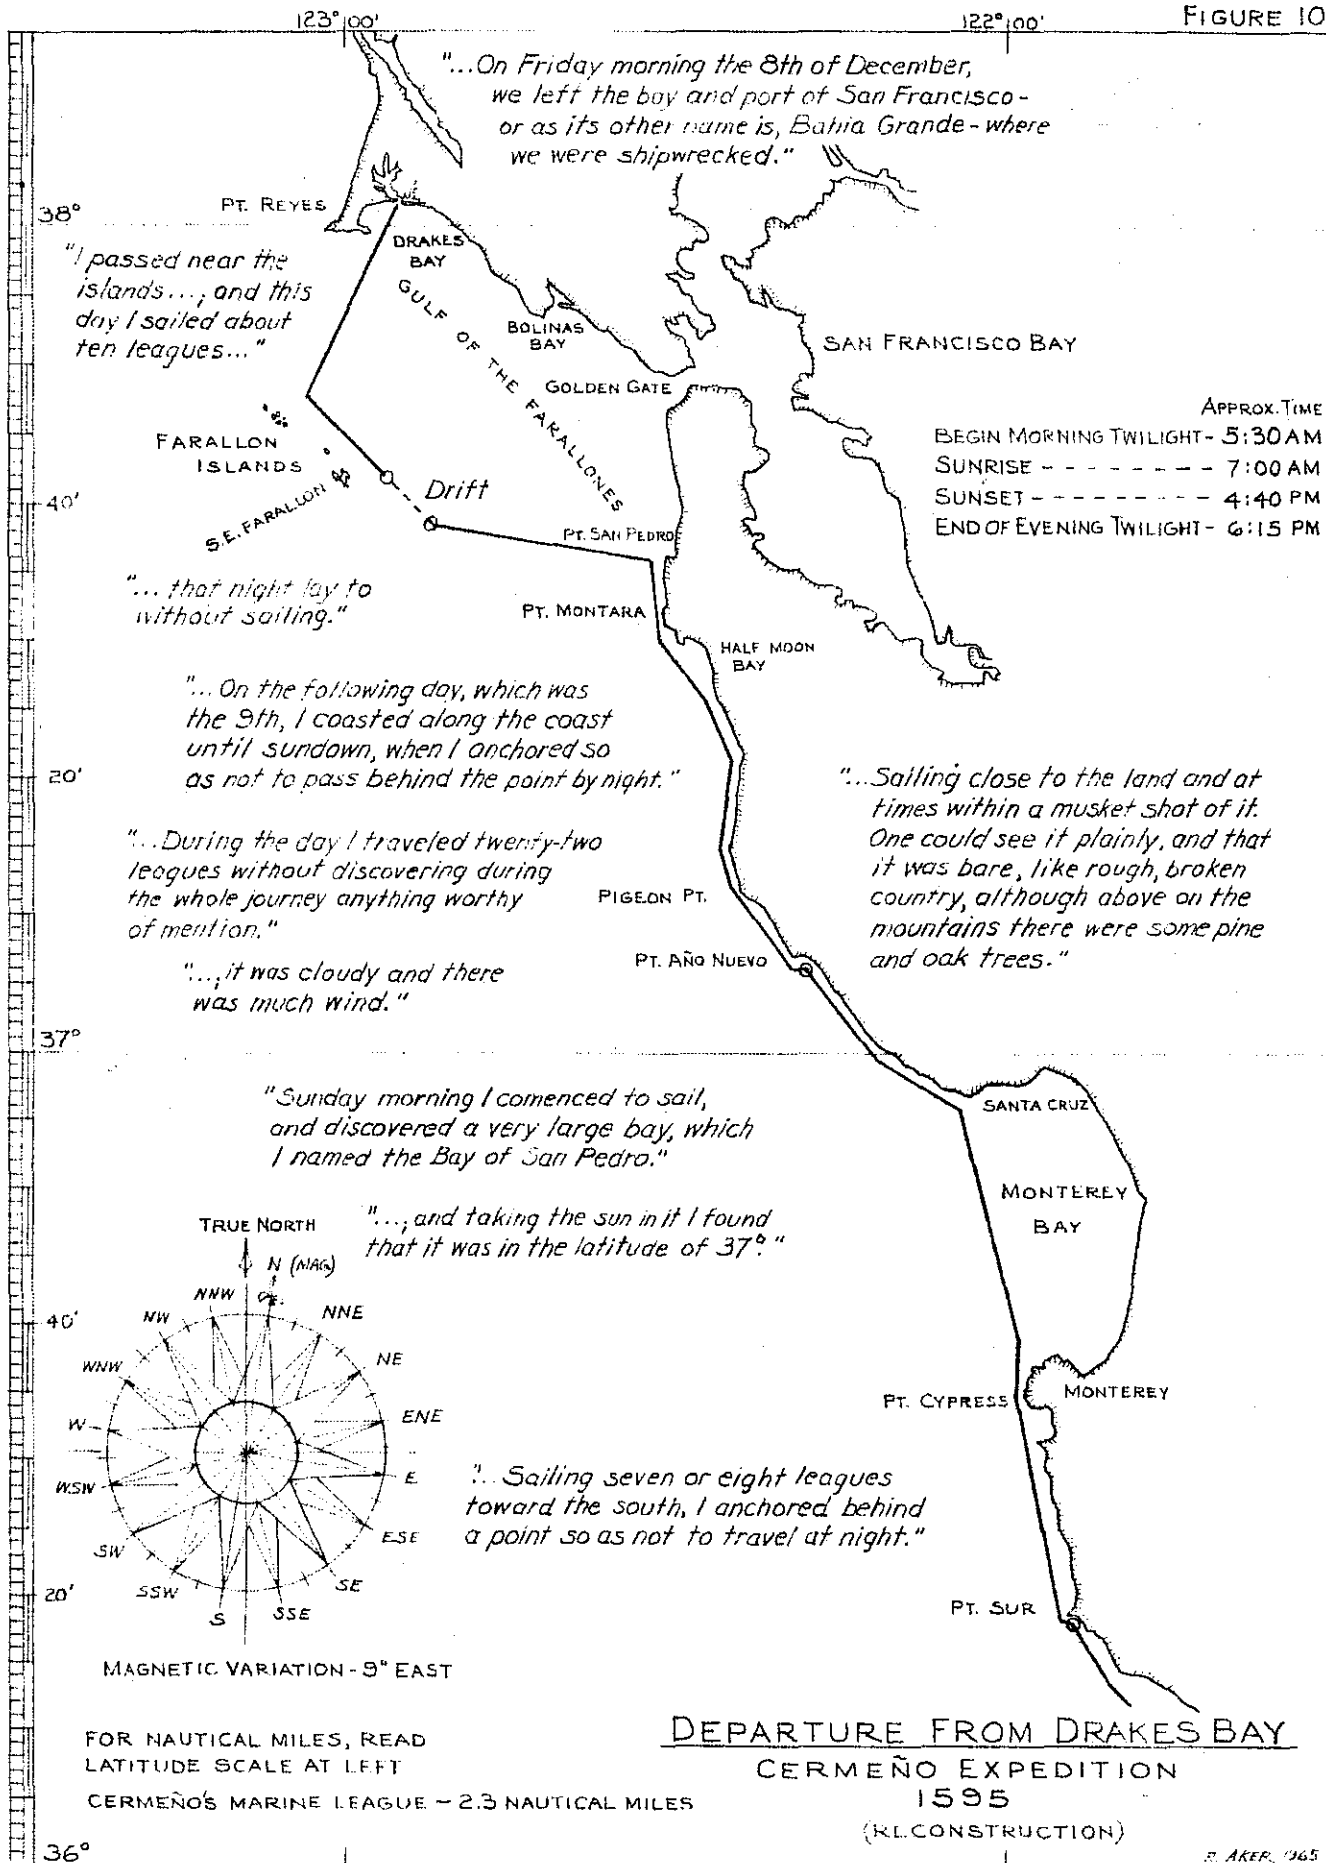 123°00'
122°00'
FIGURE 10
"...On Friday morning the 8th of December,
we left the bay and port of San Francisco-
or as its other name is, Bahia Grande-where
we were shipwrecked."
PT. REYES
38°
DRAKES
BAY
"I passed near the
islands...; and this
day I sailed about
ten leagues..."
GULF OF THE FARALLONES
BOLINAS
BAY
SAN FRANCISCO BAY
GOLDEN GATE
APPROX. TIME
BEGIN MORNING TWILIGHT- 5:30 AM
SUNRISE - - - - - - - - 7:00 AM
SUNSET - - - - - - - - - 4:40 PM
END OF EVENING TWILIGHT- 6:15 PM
FARALLON
ISLANDS
S.E. FARALLON
40'
Drift
PT. SAN PEDRO
"... that night lay to
without sailing."
PT. MONTARA
HALF MOON
BAY
"... On the following day, which was
the 9th, I coasted along the coast
until sundown, when I anchored so
as not to pass behind the point by night."
20'
"...Sailing close to the land and at
times within a musket shot of it.
One could see it plainly, and that
it was bare, like rough, broken
country, although above on the
mountains there were some pine
and oak trees."
"...During the day I traveled twenty-two
leagues without discovering during
the whole journey anything worthy
of mention."
PIGEON PT.
PT. AÑO NUEVO
"...; it was cloudy and there
was much wind."
37°
"Sunday morning I comenced to sail,
and discovered a very large bay, which
I named the Bay of San Pedro."
SANTA CRUZ
MONTEREY
BAY
"...; and taking the sun in it I found
that it was in the latitude of 37°."
TRUE NORTH
N (MAG)
NNW
NNE
NW
NE
WNW
ENE
W
E
WSW
ESE
SW
SE
SSW
SSE
S
40'
PT. CYPRESS
MONTEREY
"... Sailing seven or eight leagues
toward the south, I anchored behind
a point so as not to travel at night."
20'
PT. SUR
MAGNETIC VARIATION - 9° EAST
FOR NAUTICAL MILES, READ
LATITUDE SCALE AT LEFT
CERMEÑO'S MARINE LEAGUE - 2.3 NAUTICAL MILES
DEPARTURE FROM DRAKES BAY
CERMEÑO EXPEDITION
1595
(RECONSTRUCTION)
36°
R. AKER, 1965